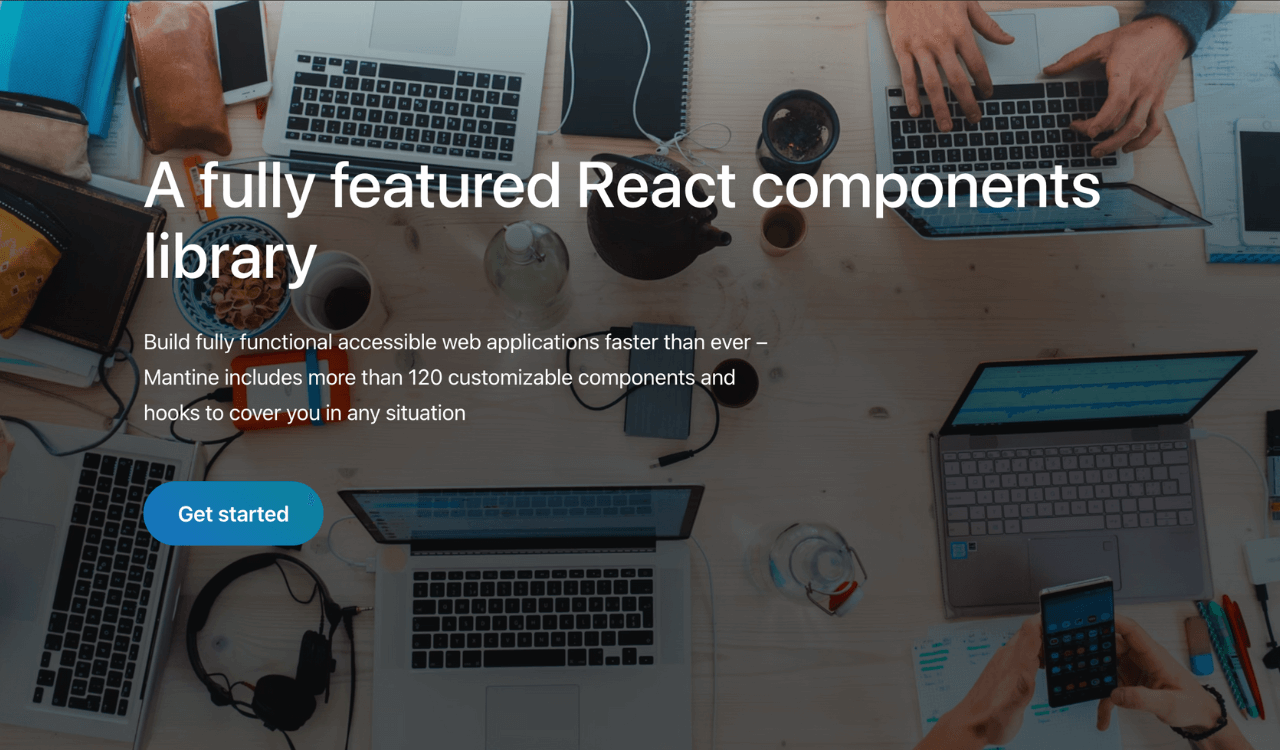 A fully featured React components
library
Build fully functional accessible web applications faster than ever –
Mantine includes more than 120 customizable components and
hooks to cover you in any situation
Get started